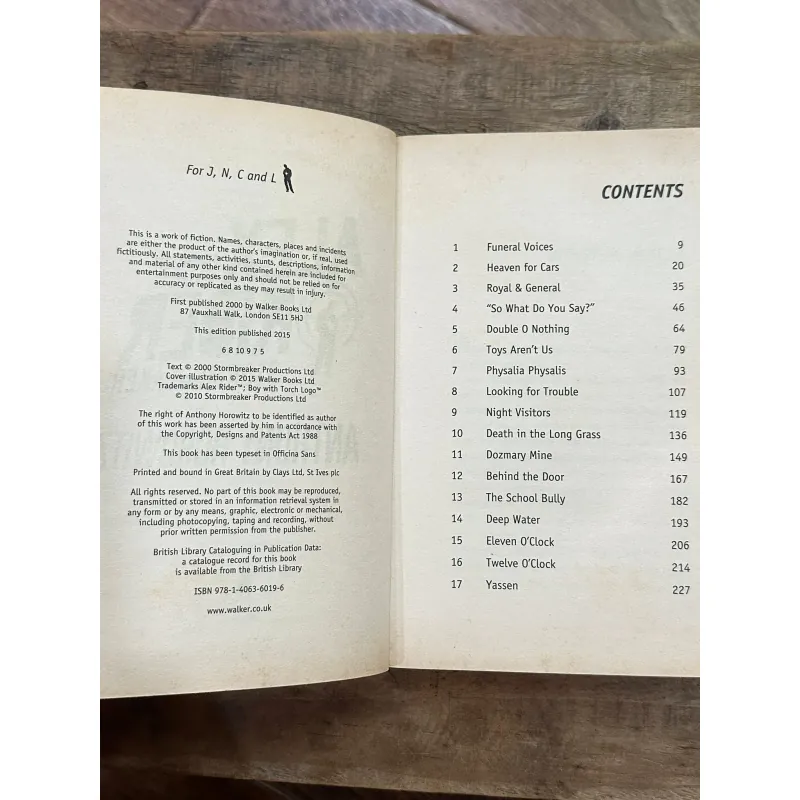 For J, N, C and L
This is a work of fiction. Names, characters, places and incidents
are either the product of the author's imagination or, if real, used
fictitiously. All statements, activities, stunts, descriptions, information
and material of any other kind contained herein are included for
entertainment purposes only and should not be relied on for
accuracy or replicated as they may result in injury.
First published 2000 by Walker Books Ltd
87 Vauxhall Walk, London SE11 5HJ
This edition published 2015
6 8 10 9 7 5
Text © 2000 Stormbreaker Productions Ltd
Cover illustration © 2015 Walker Books Ltd
Trademarks Alex Rider™; Boy with Torch Logo™
© 2010 Stormbreaker Productions Ltd
The right of Anthony Horowitz to be identified as author
of this work has been asserted by him in accordance with
the Copyright, Designs and Patents Act 1988
This book has been typeset in Officina Sans
Printed and bound in Great Britain by Clays Ltd, St Ives plc
All rights reserved. No part of this book may be reproduced,
transmitted or stored in an information retrieval system in
any form or by any means, graphic, electronic or mechanical,
including photocopying, taping and recording, without
prior written permission from the publisher.
British Library Cataloguing in Publication Data:
a catalogue record for this book
is available from the British Library
ISBN 978-1-4063-6019-6
www.walker.co.uk
CONTENTS
1 Funeral Voices 9
2 Heaven for Cars 20
3 Royal & General 35
4 "So What Do You Say?" 46
5 Double O Nothing 64
6 Toys Aren't Us 79
7 Physalia Physalis 93
8 Looking for Trouble 107
9 Night Visitors 119
10 Death in the Long Grass 136
11 Dozmary Mine 149
12 Behind the Door 167
13 The School Bully 182
14 Deep Water 193
15 Eleven O'Clock 206
16 Twelve O'Clock 214
17 Yassen 227